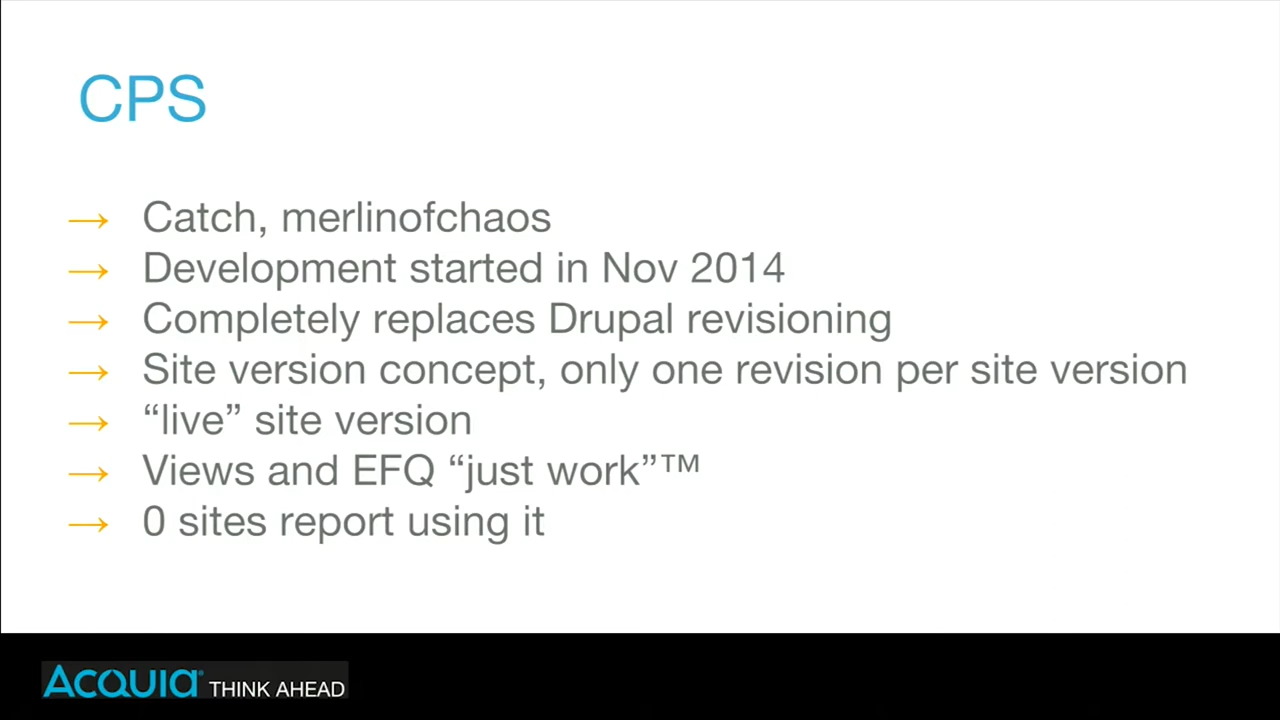 CPS
→ Catch, merlinofchaos
→ Development started in Nov 2014
→ Completely replaces Drupal revisioning
→ Site version concept, only one revision per site version
→ “live” site version
→ Views and EFQ “just work”™
→ 0 sites report using it
ACQUIA® THINK AHEAD